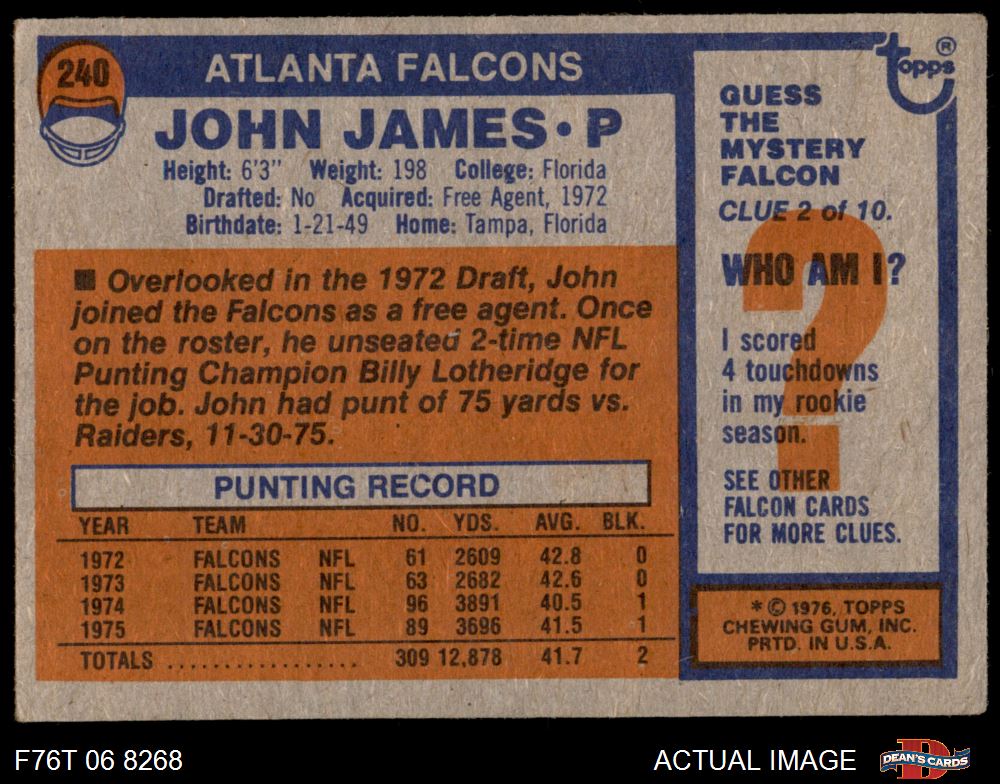 240
ATLANTA FALCONS
JOHN JAMES • P
Height: 6'3" Weight: 198 College: Florida
Drafted: No Acquired: Free Agent, 1972
Birthdate: 1-21-49 Home: Tampa, Florida
■ Overlooked in the 1972 Draft, John
joined the Falcons as a free agent. Once
on the roster, he unseated 2-time NFL
Punting Champion Billy Lotheridge for
the job. John had punt of 75 yards vs.
Raiders, 11-30-75.
PUNTING RECORD
YEAR TEAM NO. YDS. AVG. BLK.
1972 FALCONS NFL 61 2609 42.8 0
1973 FALCONS NFL 63 2682 42.6 0
1974 FALCONS NFL 96 3891 40.5 1
1975 FALCONS NFL 89 3696 41.5 1
TOTALS .................. 309 12,878 41.7 2
topps®
GUESS
THE
MYSTERY
FALCON
CLUE 2 of 10.
?
WHO AM I?
I scored
4 touchdowns
in my rookie
season.
SEE OTHER
FALCON CARDS
FOR MORE CLUES.
* © 1976, TOPPS
CHEWING GUM, INC.
PRTD. IN U.S.A.
F76T 06 8268
ACTUAL IMAGE
D
DEAN'S CARDS